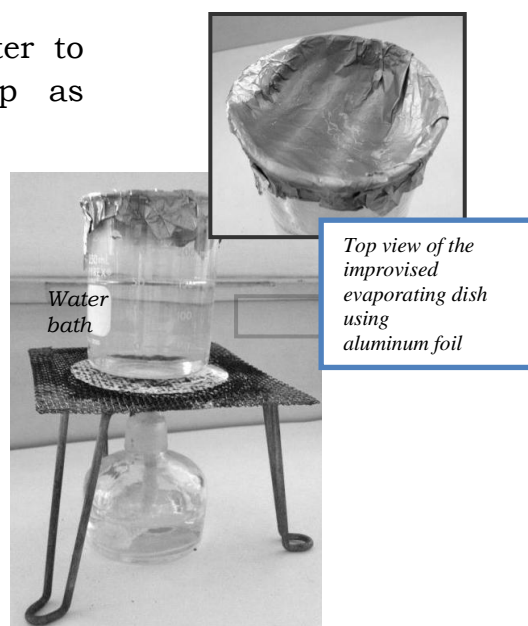 ter to
p as
Top view of the
improvised
evaporating dish
using
aluminum foil
Water
bath